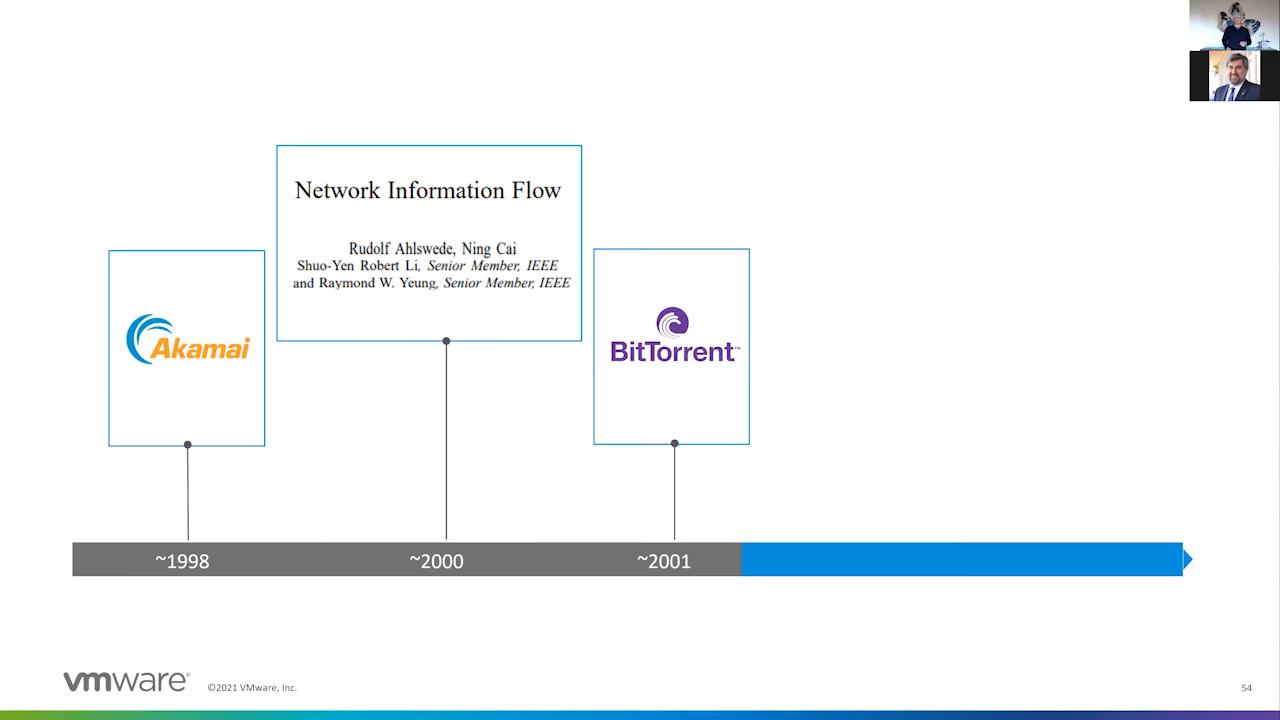 Network Information Flow
Rudolf Ahlswede, Ning Cai
Shuo-Yen Robert Li, Senior Member, IEEE
and Raymond W. Yeung, Senior Member, IEEE
Akamai
BitTorrent™
~1998
~2000
~2001
vmware®
©2021 VMware, Inc.
54